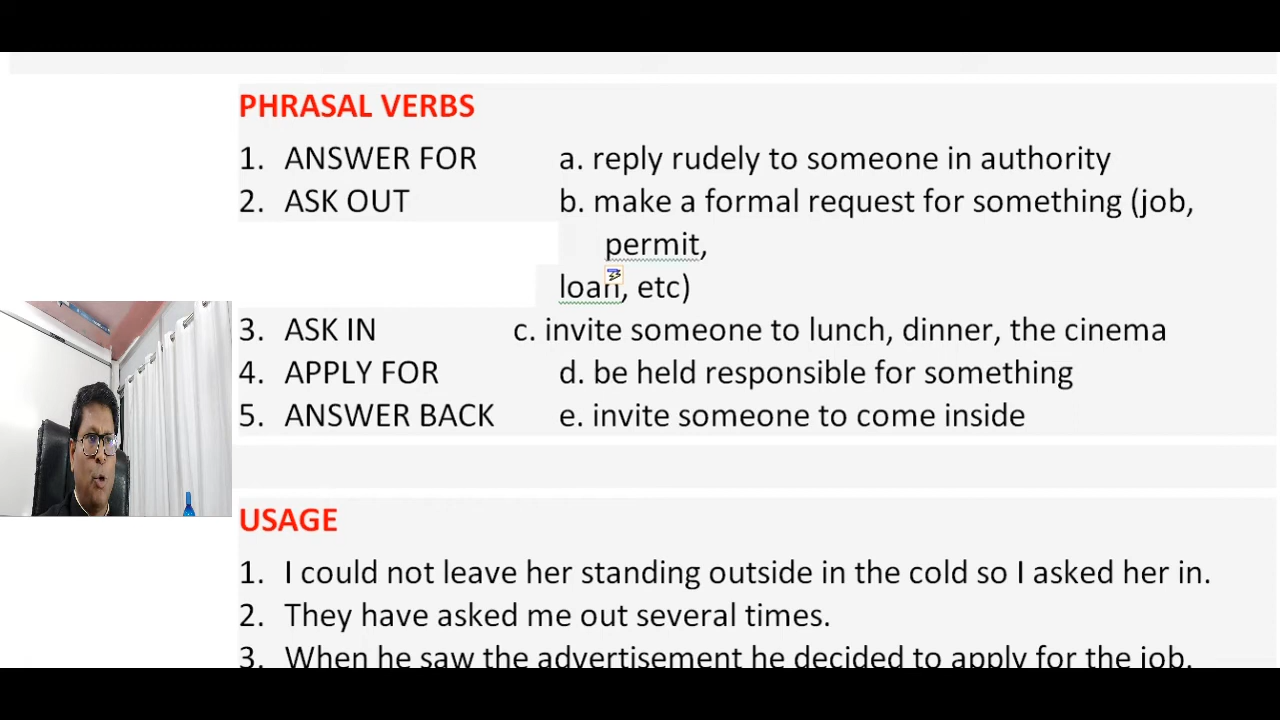 PHRASAL VERBS
1. ANSWER FOR a. reply rudely to someone in authority
2. ASK OUT b. make a formal request for something (job,
permit,
loan, etc)
3. ASK IN c. invite someone to lunch, dinner, the cinema
4. APPLY FOR d. be held responsible for something
5. ANSWER BACK e. invite someone to come inside
USAGE
1. I could not leave her standing outside in the cold so I asked her in.
2. They have asked me out several times.
3. When he saw the advertisement he decided to apply for the job.